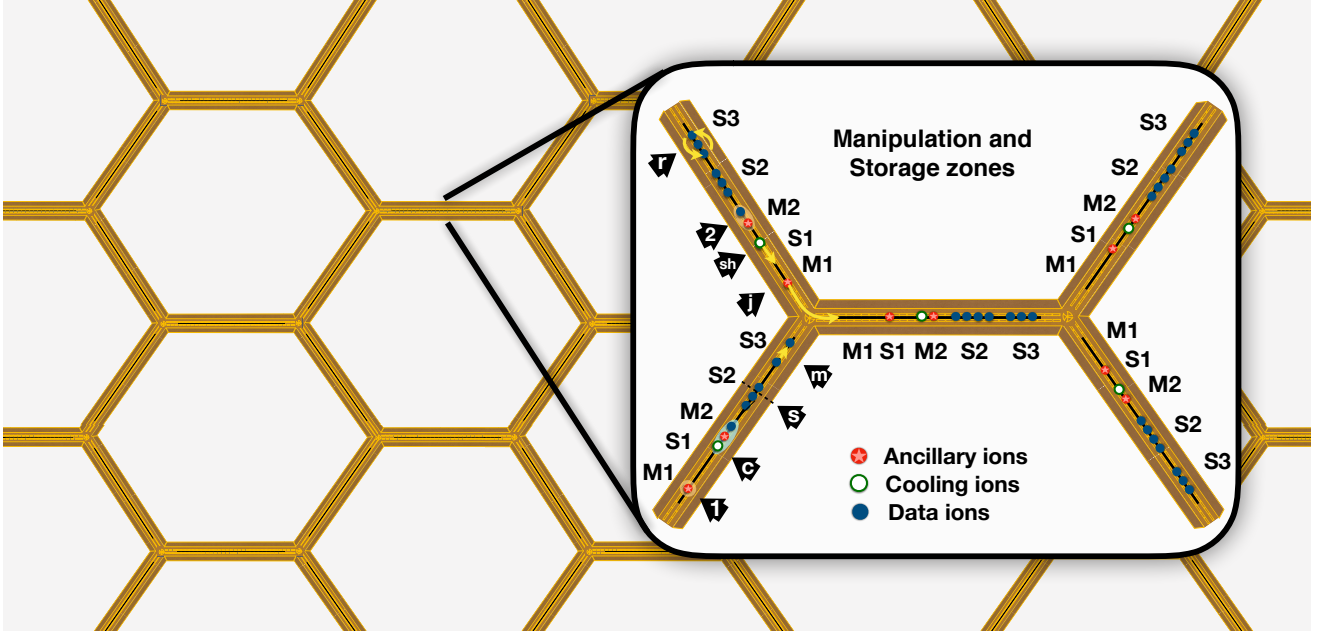 Manipulation and
Storage zones
S3
S2
M2
S1
M1
r
2
sh
j
S3
S2
M2
S1
M1
M1 S1 M2 S2 S3
S3
S2
M2
S1
M1
m
s
c
1
M1
S1
M2
S2
S3
Ancillary ions
Cooling ions
Data ions